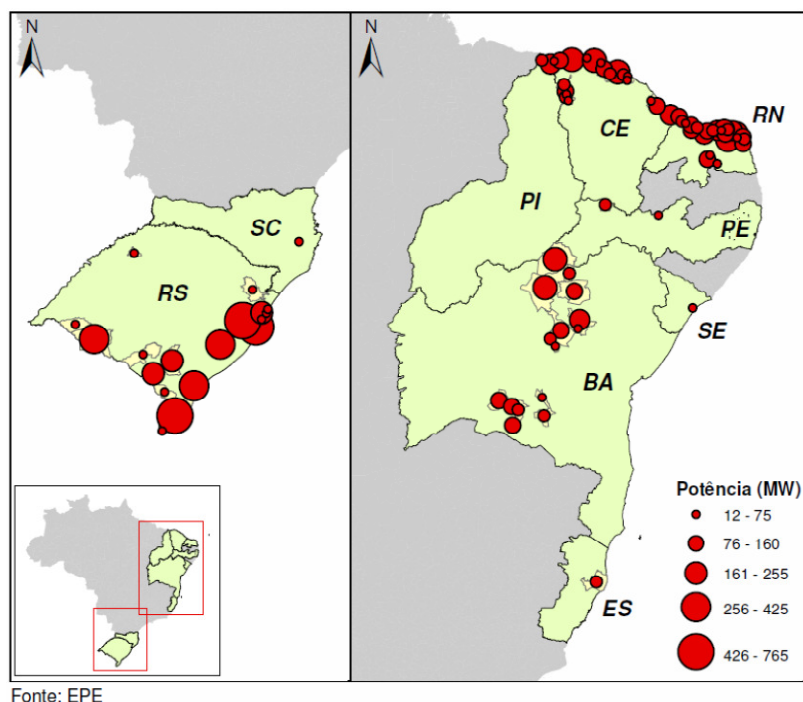 N
SC
RS
N
RN
CE
PI
PE
SE
BA
ES
Potência (MW)
12 - 75
76 - 160
161 - 255
256 - 425
426 - 765
Fonte: EPE